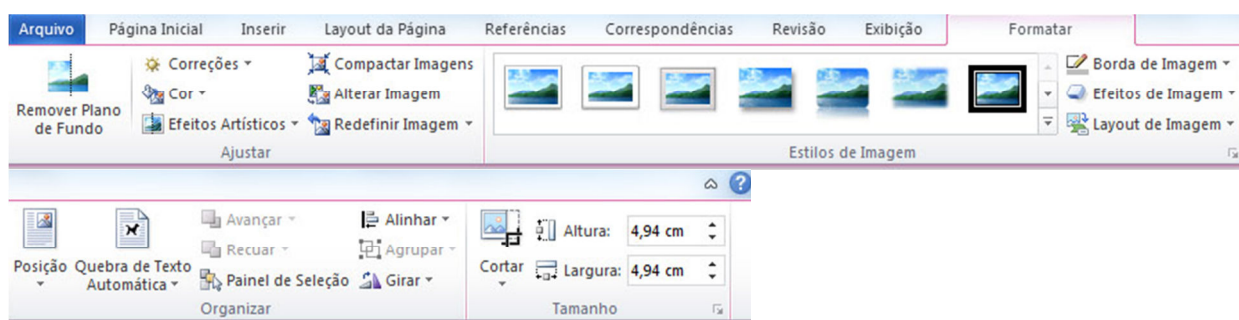 Arquivo Página Inicial Inserir Layout da Página Referências Correspondências Revisão Exibição Formatar
Remover Plano
de Fundo
Correções
Cor
Efeitos Artísticos
Compactar Imagens
Alterar Imagem
Redefinir Imagem
Ajustar
Borda de Imagem
Efeitos de Imagem
Layout de Imagem
Estilos de Imagem
?
Posição
Quebra de Texto
Automática
Avançar
Recuar
Painel de Seleção
Alinhar
Agrupar
Girar
Organizar
Cortar
Altura: 4,94 cm
Largura: 4,94 cm
Tamanho